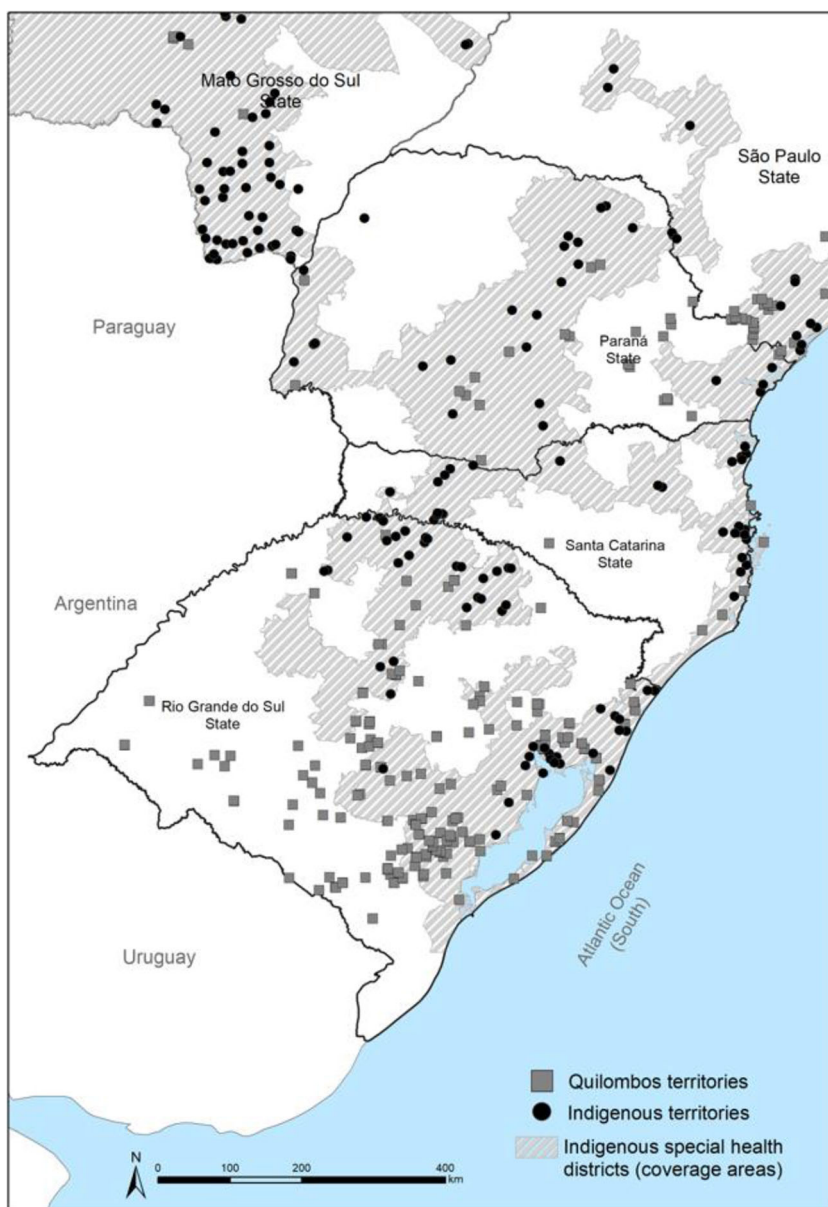 Mato Grosso do Sul
State
São Paulo
State
Paraguay
Paraná
State
Santa Catarina
State
Argentina
Rio Grande do Sul
State
Atlantic Ocean
(South)
Uruguay
Quilombos territories
Indigenous territories
Indigenous special health
districts (coverage areas)
N
0 100 200 400
km